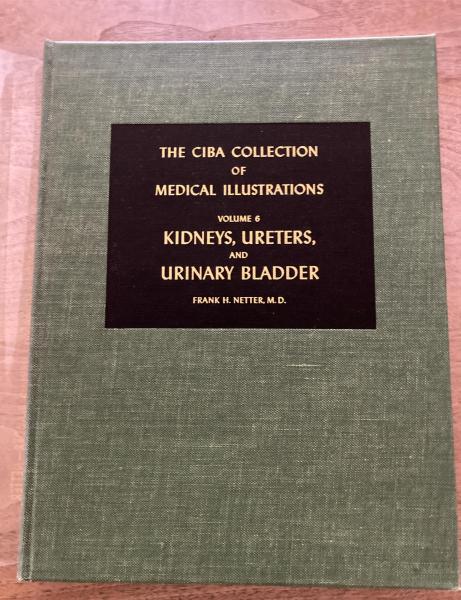 THE CIBA COLLECTION
OF
MEDICAL ILLUSTRATIONS
VOLUME 6
KIDNEYS, URETERS,
AND
URINARY BLADDER
FRANK H. NETTER, M.D.